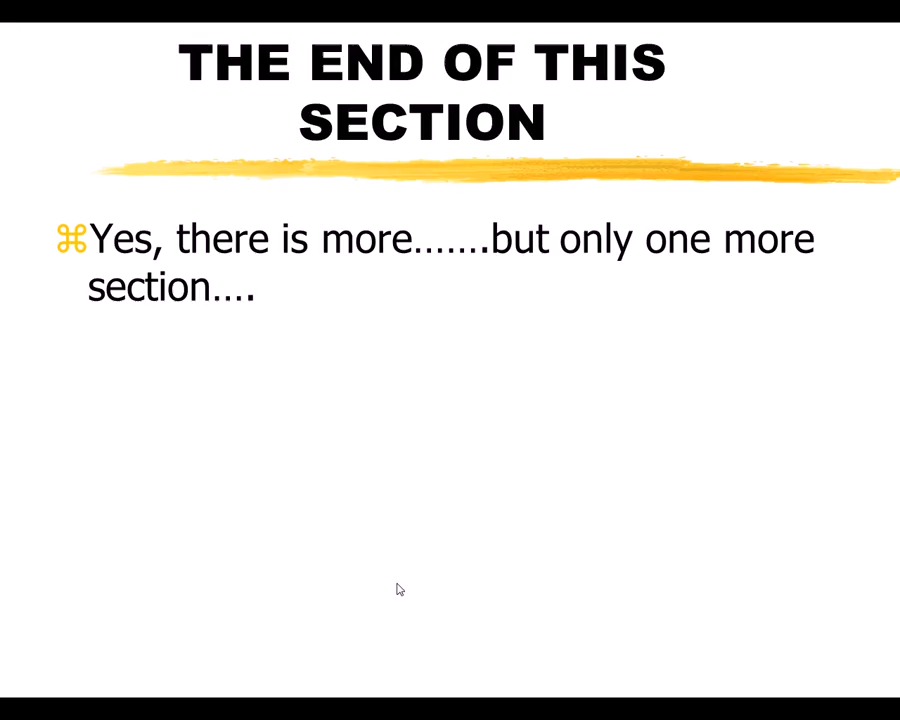 THE END OF THIS
SECTION
⌘Yes, there is more…….but only one more
section….